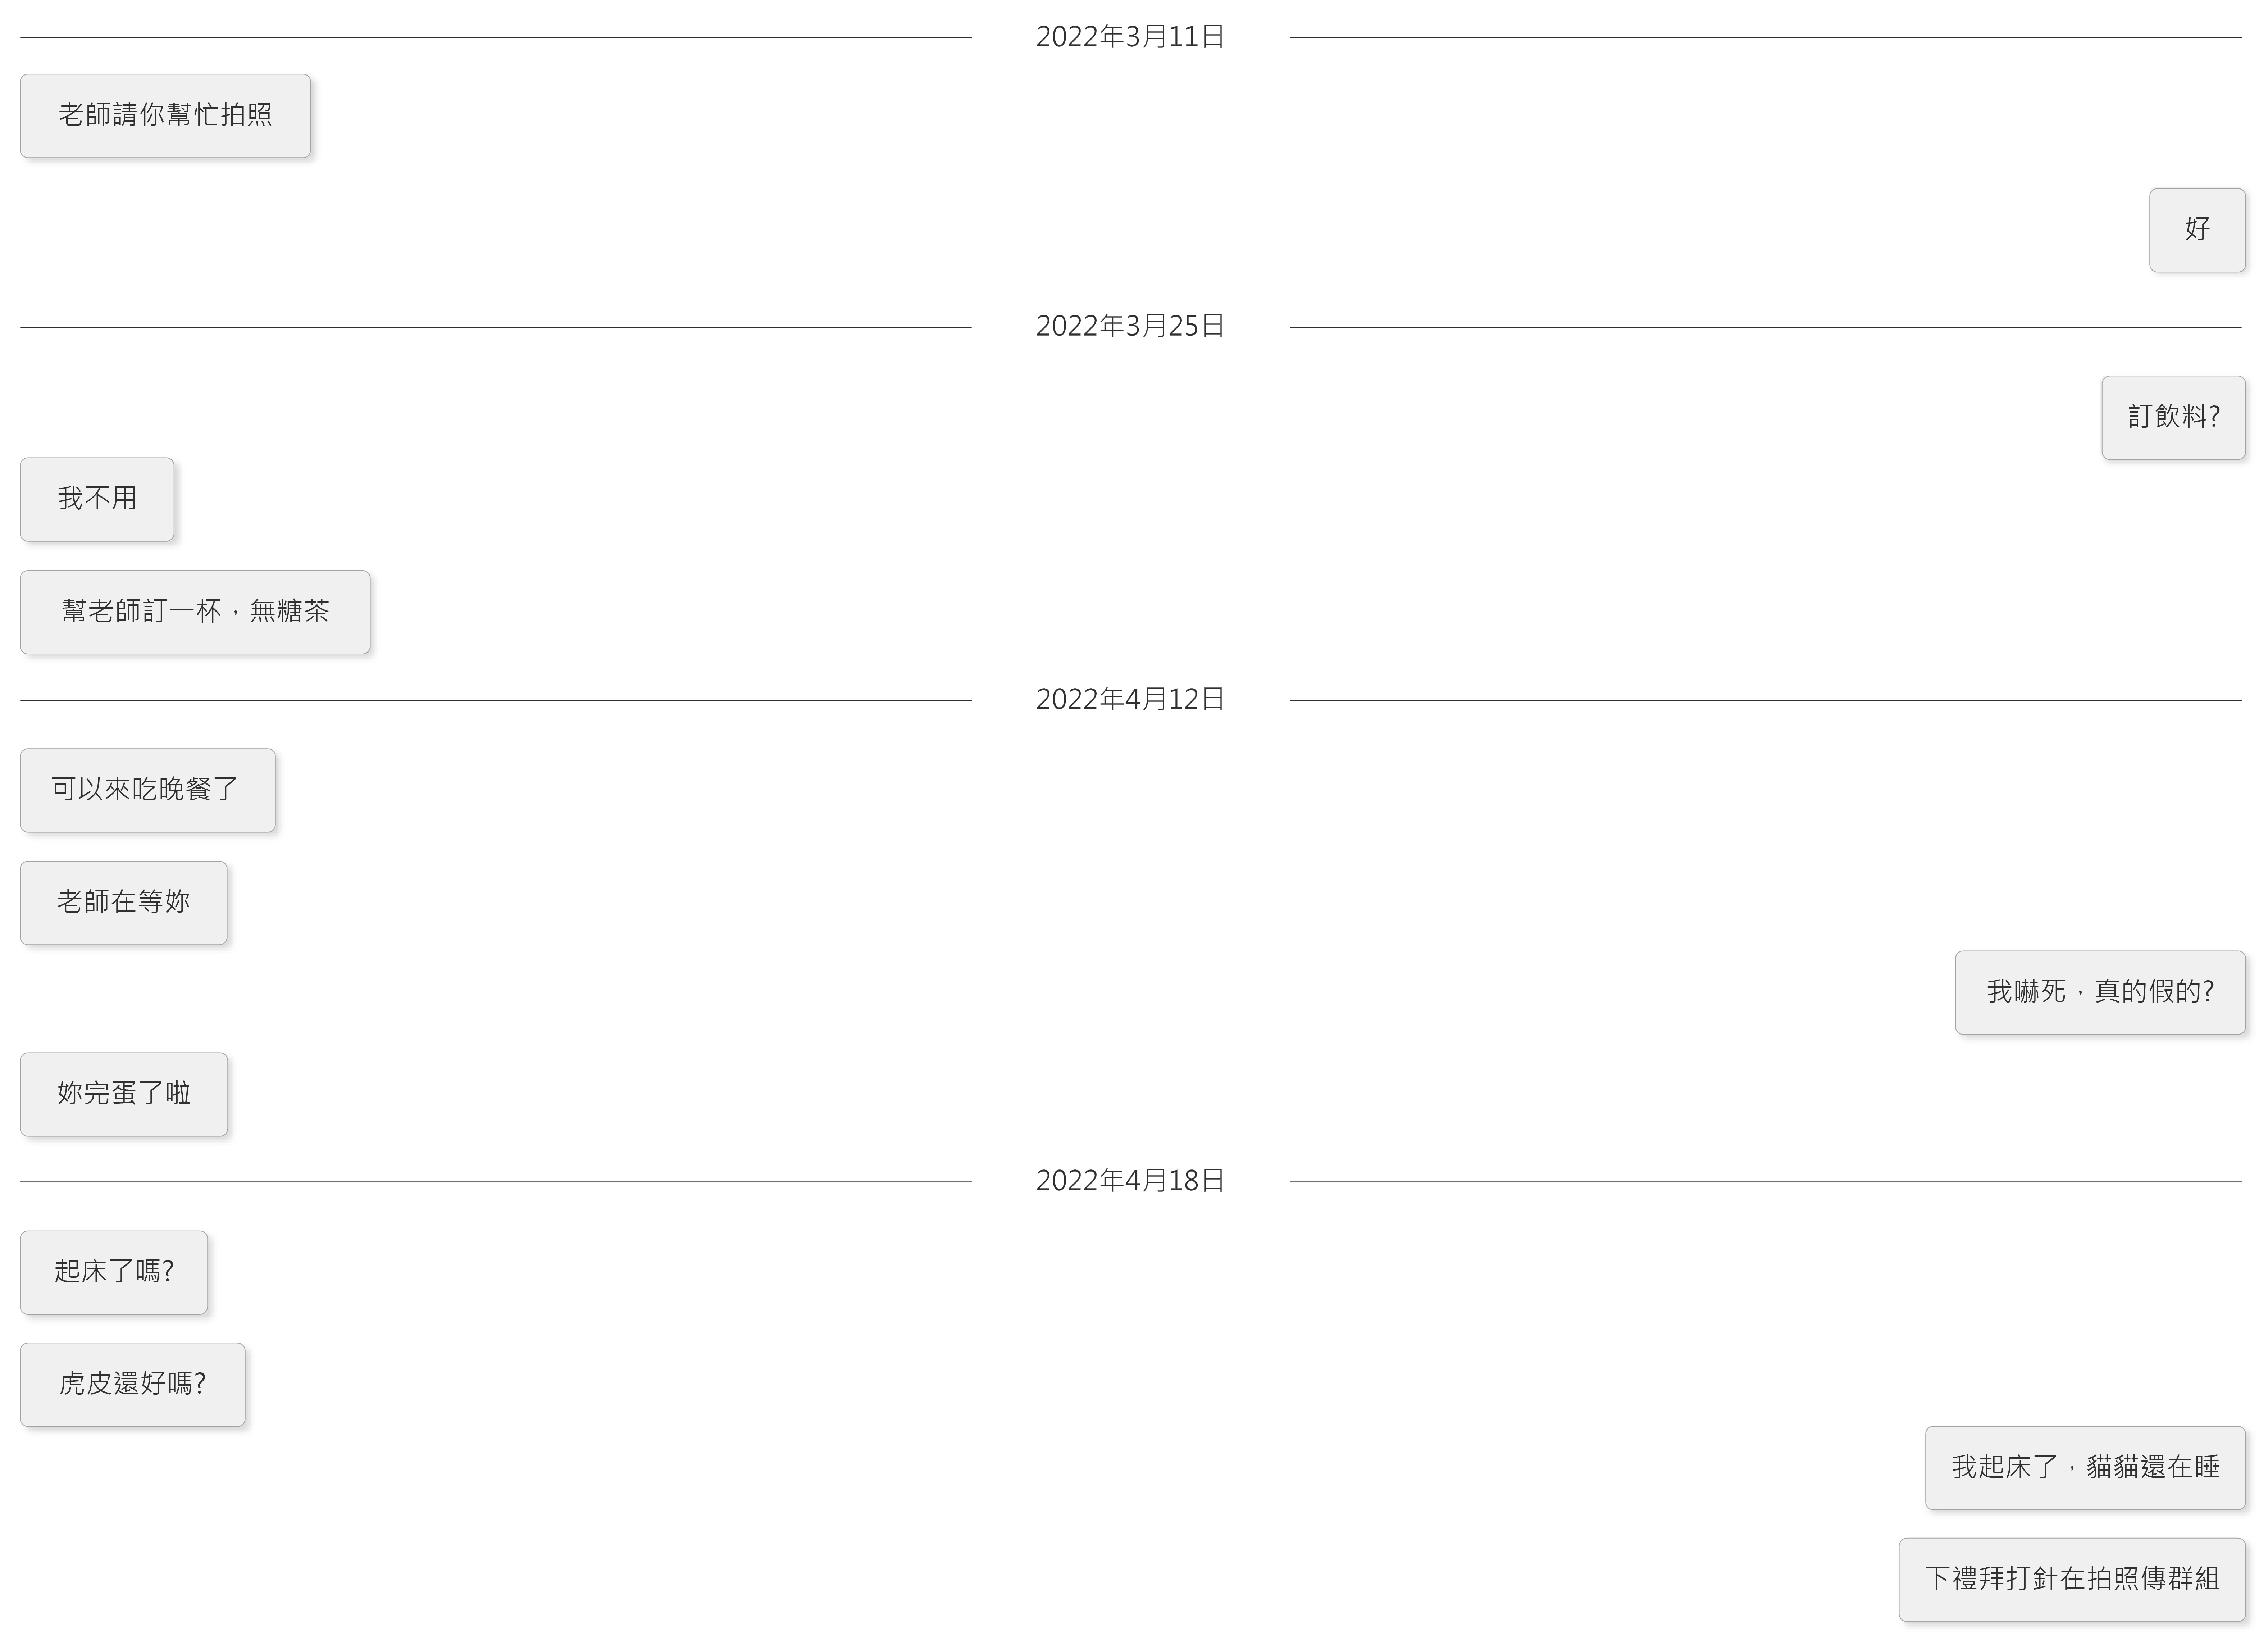 2022年3月11日
老師請你幫忙拍照
好
2022年3月25日
訂飲料?
我不用
幫老師訂一杯，無糖茶
2022年4月12日
可以來吃晚餐了
老師在等妳
我嚇死，真的假的?
妳完蛋了啦
2022年4月18日
起床了嗎?
虎皮還好嗎?
我起床了，貓貓還在睡
下禮拜打針在拍照傳群組